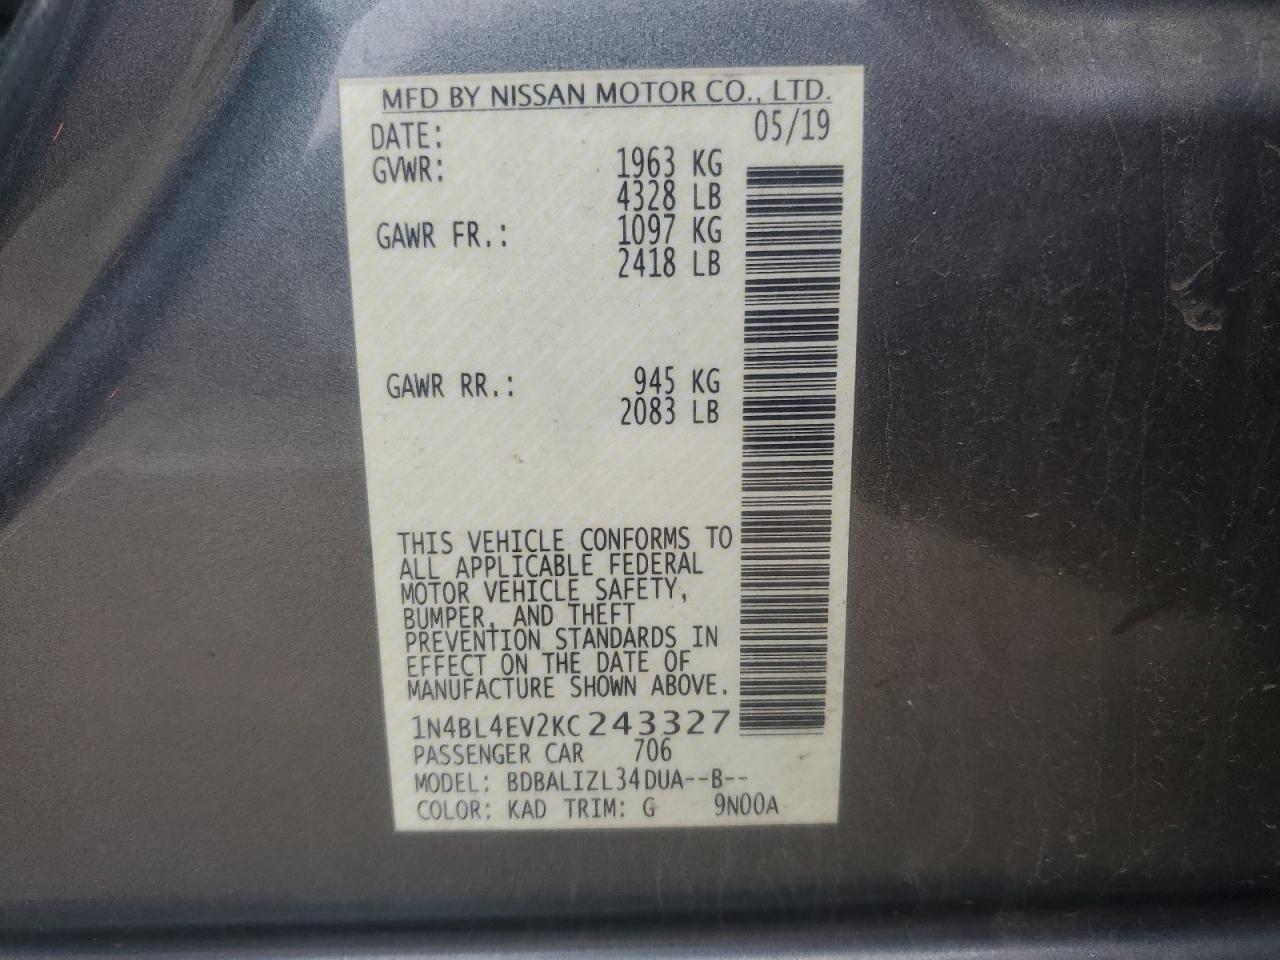 MFD BY NISSAN MOTOR CO., LTD.
DATE: 05/19
GVWR: 1963 KG
4328 LB
GAWR FR.: 1097 KG
2418 LB
GAWR RR.: 945 KG
2083 LB
THIS VEHICLE CONFORMS TO
ALL APPLICABLE FEDERAL
MOTOR VEHICLE SAFETY,
BUMPER, AND THEFT
PREVENTION STANDARDS IN
EFFECT ON THE DATE OF
MANUFACTURE SHOWN ABOVE.
1N4BL4EV2KC243327
PASSENGER CAR 706
MODEL: BDBALIZL34DUA--B--
COLOR: KAD TRIM: G 9N00A